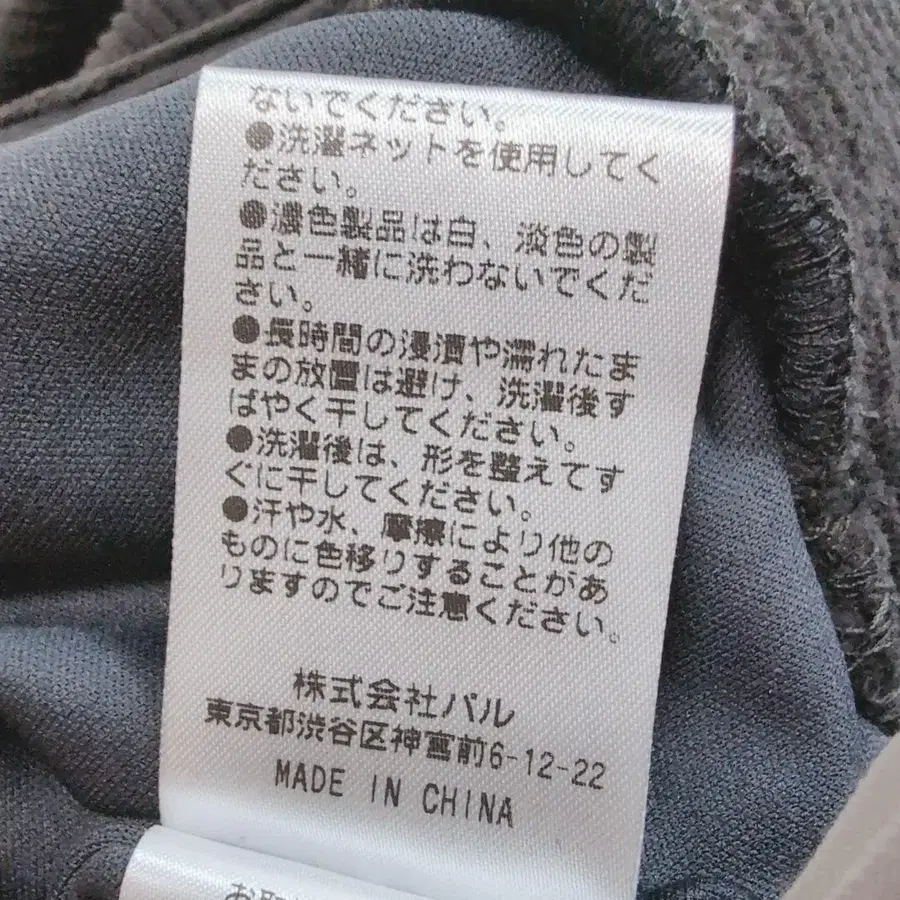 ないでください。
●洗濯ネットを使用してく
ださい。
●濃色製品は白、淡色の製
品と一緒に洗わないでくだ
さい。
●長時間の浸漬や濡れたま
まの放置は避け、洗濯後す
ばやく干してください。
●洗濯後は、形を整えてす
ぐに干してください。
●汗や水、摩擦により他の
ものに色移りすることがあ
りますのでご注意ください。
株式会社パル
東京都渋谷区神宮前6-12-22
MADE IN CHINA